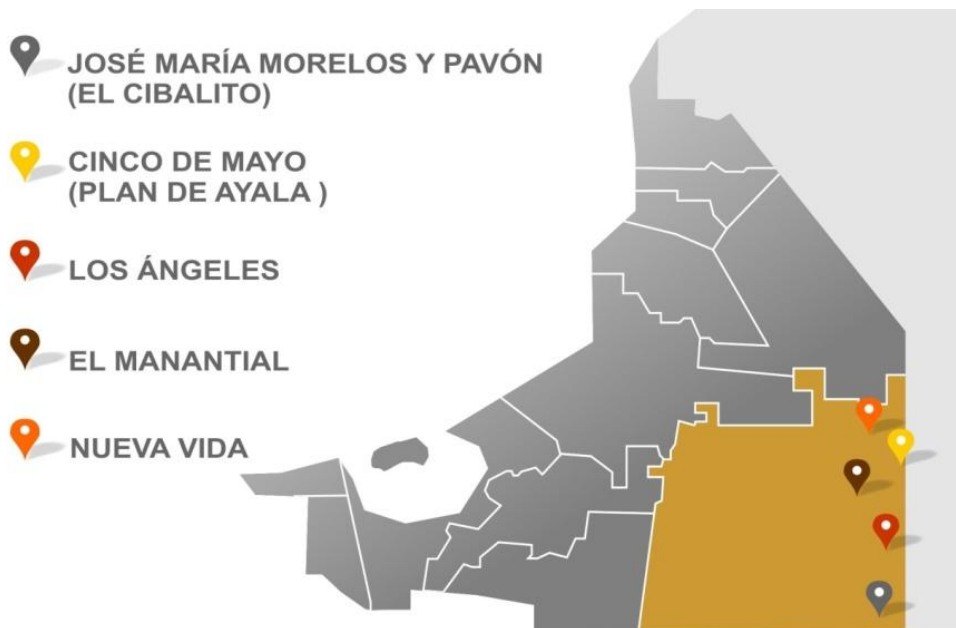 JOSÉ MARÍA MORELOS Y PAVÓN
(EL CIBALITO)
CINCO DE MAYO
(PLAN DE AYALA )
LOS ÁNGELES
EL MANANTIAL
NUEVA VIDA